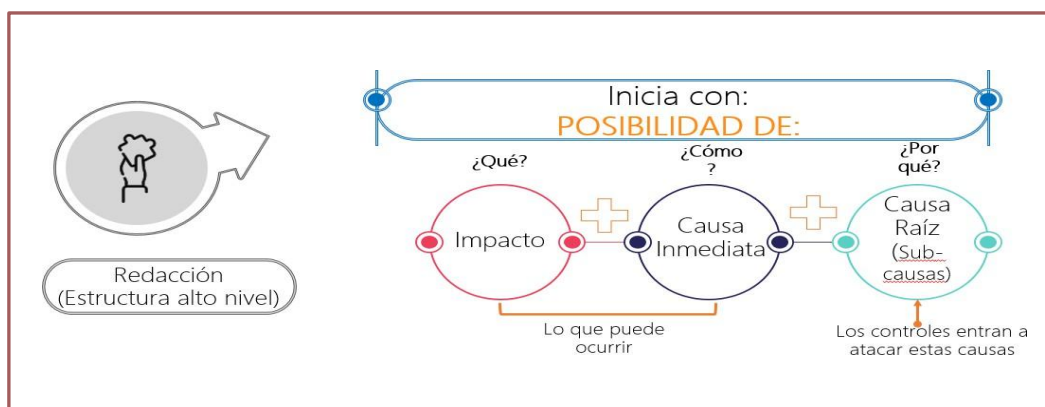 Inicia con:
POSIBILIDAD DE:
¿Qué?
¿Cómo
?
¿Por
qué?
Impacto
Causa
Inmediata
Causa
Raíz
(Sub-
causas)
Redacción
(Estructura alto nivel)
Lo que puede
ocurrir
Los controles entran a
atacar estas causas